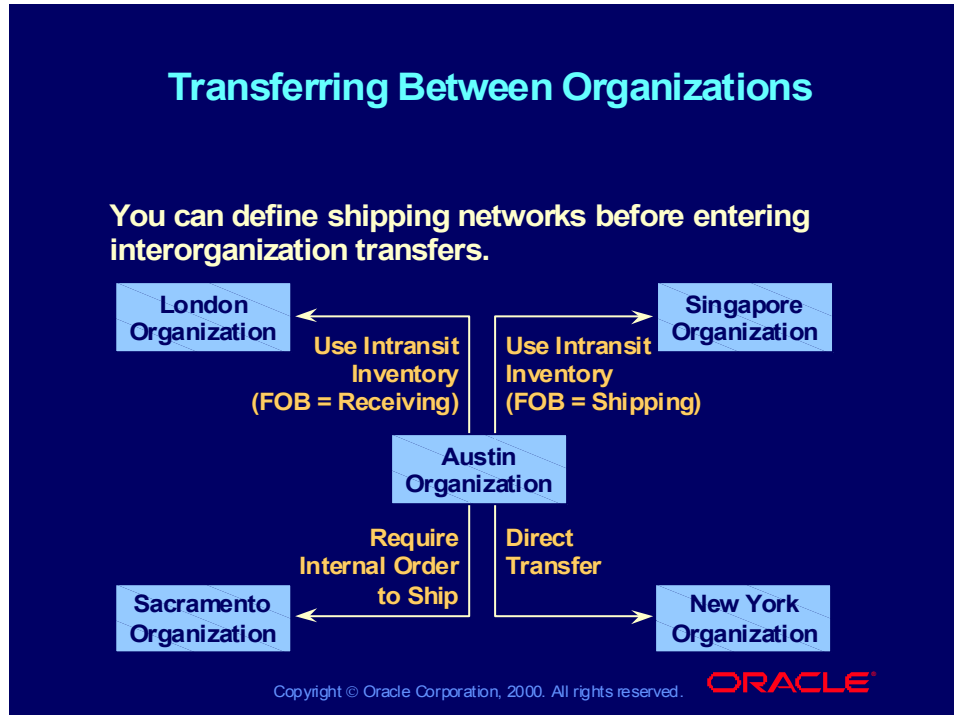 Transferring Between Organizations
You can define shipping networks before entering
interorganization transfers.
London
Organization
Singapore
Organization
Use Intransit
Inventory
(FOB = Receiving)
Use Intransit
Inventory
(FOB = Shipping)
Austin
Organization
Require
Internal Order
to Ship
Direct
Transfer
Sacramento
Organization
New York
Organization
Copyright © Oracle Corporation, 2000. All rights reserved.
ORACLE®